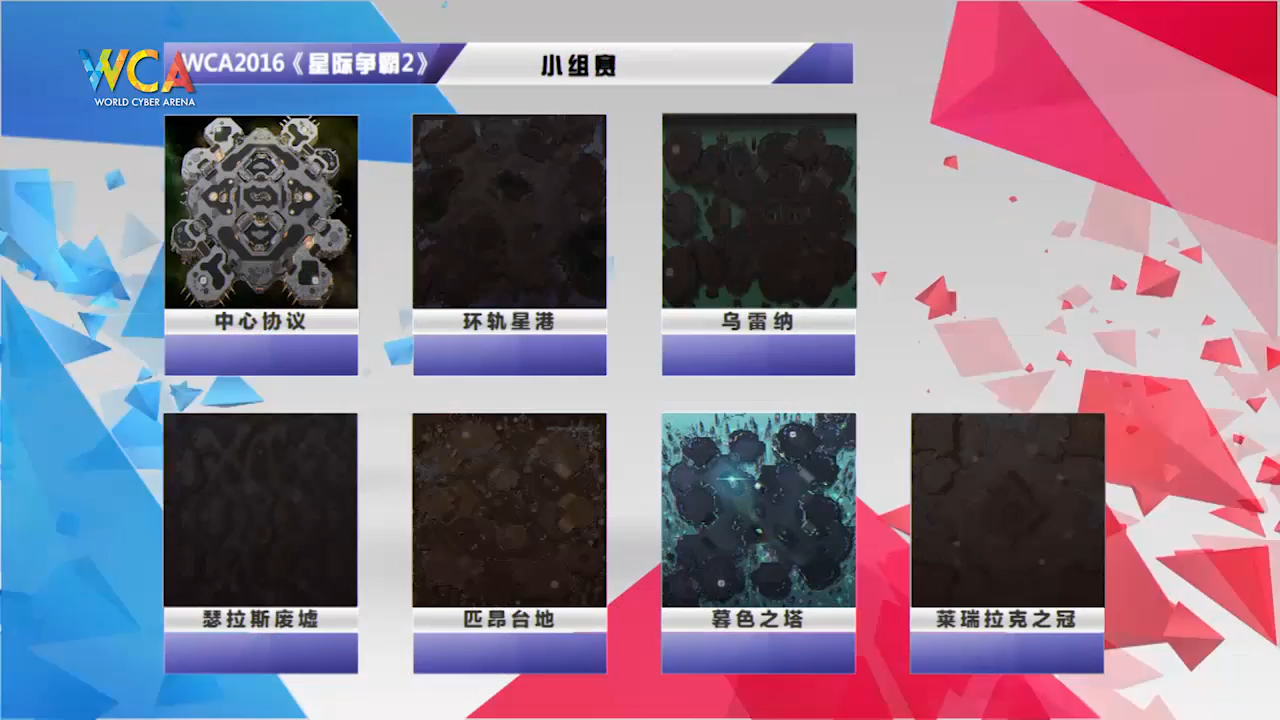 WCA
WORLD CYBER ARENA
WCA2016《星际争霸2》
小组赛
中心协议
环轨星港
乌雷纳
瑟拉斯废墟
匹昂台地
暮色之塔
莱瑞拉克之冠